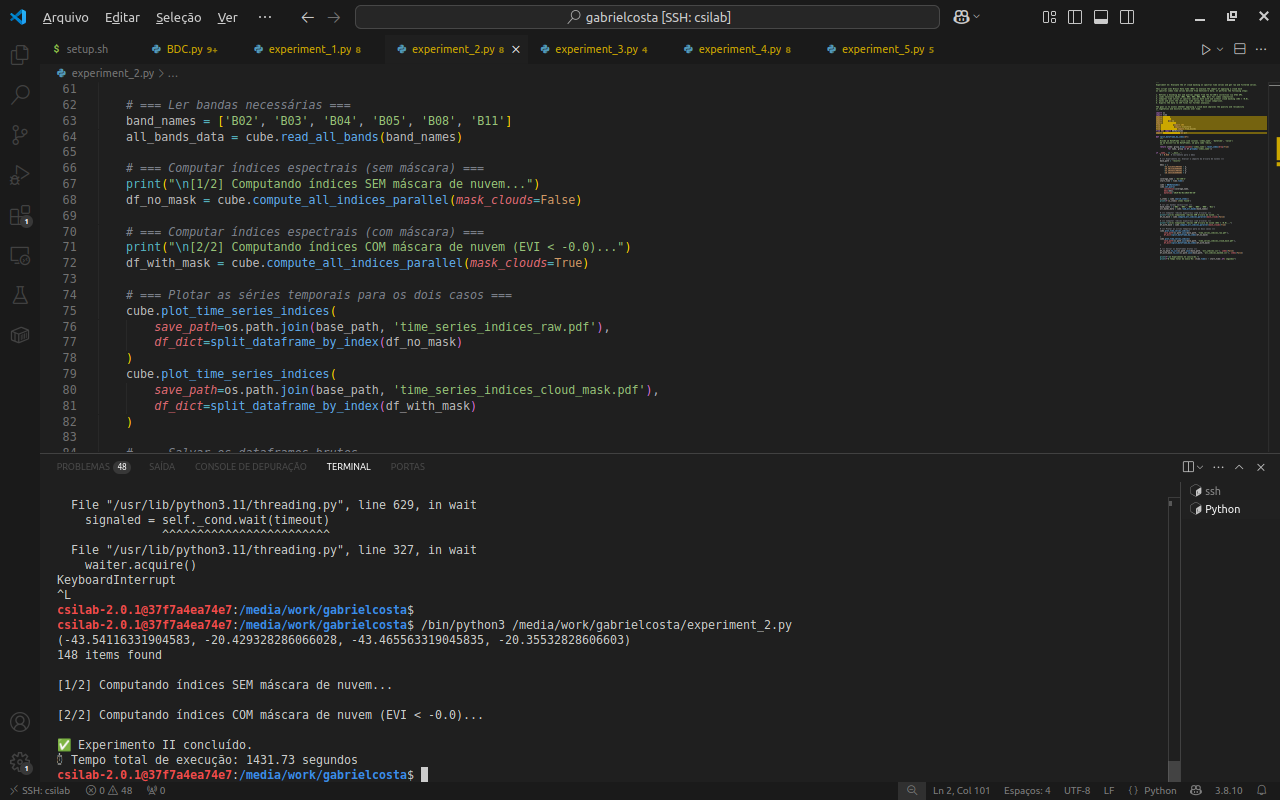 Arquivo Editar Seleção Ver ··· gabrielcosta [SSH: csilab]
$ setup.sh BDC.py 9+ experiment_1.py 8 experiment_2.py 8 experiment_3.py 4 experiment_4.py 8 experiment_5.py 5
experiment_2.py > ...
61
62 # === Ler bandas necessárias ===
63 band_names = ['B02', 'B03', 'B04', 'B05', 'B08', 'B11']
64 all_bands_data = cube.read_all_bands(band_names)
65
66 # === Computar índices espectrais (sem máscara) ===
67 print("\n[1/2] Computando índices SEM máscara de nuvem...")
68 df_no_mask = cube.compute_all_indices_parallel(mask_clouds=False)
69
70 # === Computar índices espectrais (com máscara) ===
71 print("\n[2/2] Computando índices COM máscara de nuvem (EVI < -0.0)...")
72 df_with_mask = cube.compute_all_indices_parallel(mask_clouds=True)
73
74 # === Plotar as séries temporais para os dois casos ===
75 cube.plot_time_series_indices(
76 save_path=os.path.join(base_path, 'time_series_indices_raw.pdf'),
77 df_dict=split_dataframe_by_index(df_no_mask)
78 )
79 cube.plot_time_series_indices(
80 save_path=os.path.join(base_path, 'time_series_indices_cloud_mask.pdf'),
81 df_dict=split_dataframe_by_index(df_with_mask)
82 )
83
PROBLEMAS 48 SAÍDA CONSOLE DE DEPURAÇÃO TERMINAL PORTAS
File "/usr/lib/python3.11/threading.py", line 629, in wait
signaled = self._cond.wait(timeout)
^^^^^^^^^^^^^^^^^^^^^^^^
File "/usr/lib/python3.11/threading.py", line 327, in wait
waiter.acquire()
KeyboardInterrupt
^L
csilab-2.0.1@37f7a4ea74e7:/media/work/gabrielcosta$
csilab-2.0.1@37f7a4ea74e7:/media/work/gabrielcosta$ /bin/python3 /media/work/gabrielcosta/experiment_2.py
(-43.54116331904583, -20.429328286066028, -43.465563319045835, -20.35532828606603)
148 items found
[1/2] Computando índices SEM máscara de nuvem...
[2/2] Computando índices COM máscara de nuvem (EVI < -0.0)...
✅ Experimento II concluído.
Tempo total de execução: 1431.73 segundos
csilab-2.0.1@37f7a4ea74e7:/media/work/gabrielcosta$
ssh
Python
1
1
SSH: csilab 0 48 0 Ln 2, Col 101 Espaços: 4 UTF-8 LF {} Python 3.8.10